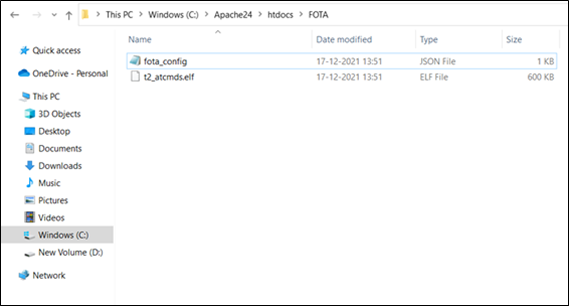 This PC > Windows (C:) > Apache24 > htdocs > FOTA
Name Date modified Type Size
Quick access
fota_config 17-12-2021 13:51 JSON File 1 KB
OneDrive - Personal
t2_atcmds.elf 17-12-2021 13:51 ELF File 600 KB
This PC
3D Objects
Desktop
Documents
Downloads
Music
Pictures
Videos
Windows (C:)
New Volume (D:)
Network